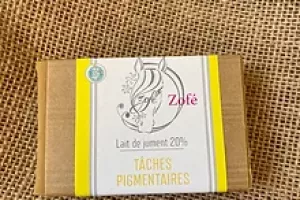 Zofé
Lait de jument 20%
TÂCHES
PIGMENTAIRES